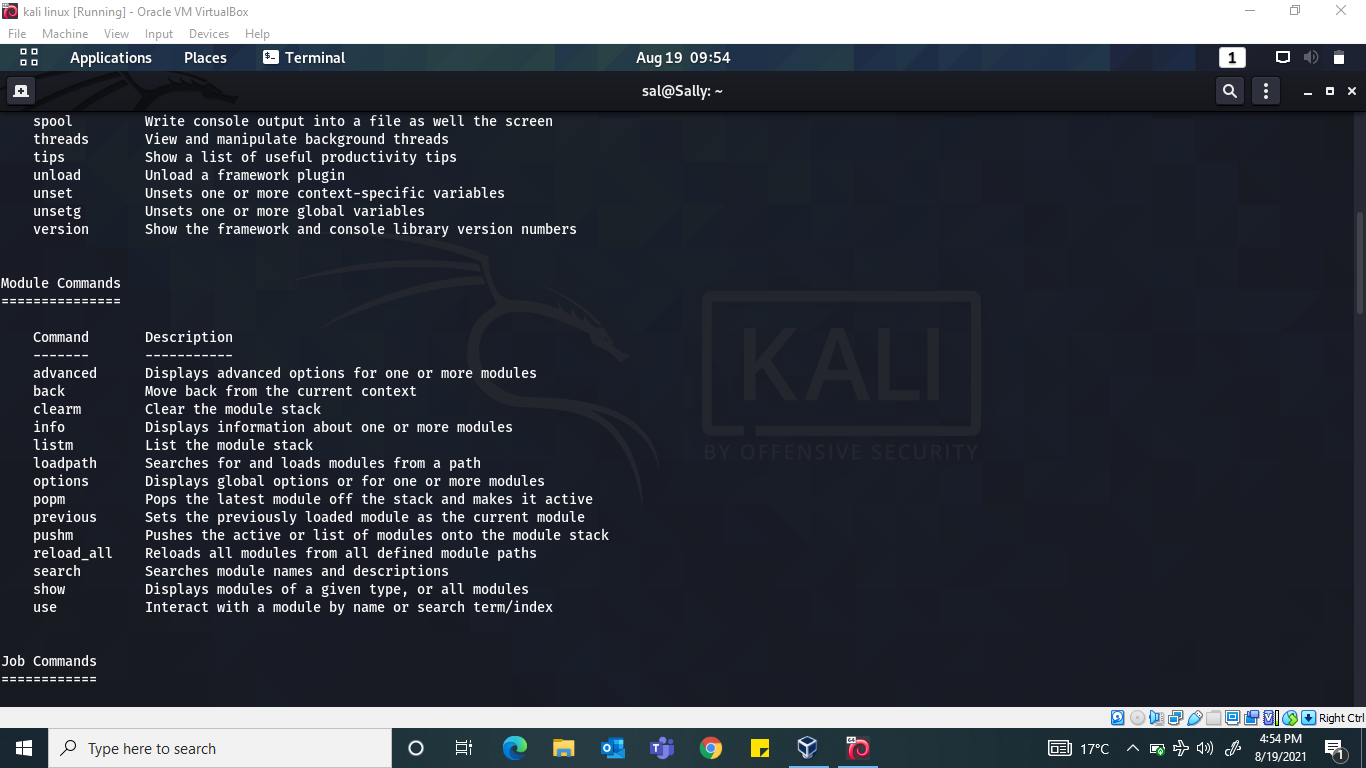 kali linux [Running] - Oracle VM VirtualBox
File Machine View Input Devices Help
Applications Places Terminal Aug 19 09:54 1
sal@Sally: ~
spool Write console output into a file as well the screen
threads View and manipulate background threads
tips Show a list of useful productivity tips
unload Unload a framework plugin
unset Unsets one or more context-specific variables
unsetg Unsets one or more global variables
version Show the framework and console library version numbers
Module Commands
===============
Command Description
------- -----------
advanced Displays advanced options for one or more modules
back Move back from the current context
clearm Clear the module stack
info Displays information about one or more modules
listm List the module stack
loadpath Searches for and loads modules from a path
options Displays global options or for one or more modules
popm Pops the latest module off the stack and makes it active
previous Sets the previously loaded module as the current module
pushm Pushes the active or list of modules onto the module stack
reload_all Reloads all modules from all defined module paths
search Searches module names and descriptions
show Displays modules of a given type, or all modules
use Interact with a module by name or search term/index
Job Commands
============
KALI
BY OFFENSIVE SECURITY
Right Ctrl
Type here to search
17°C
4:54 PM
8/19/2021
1